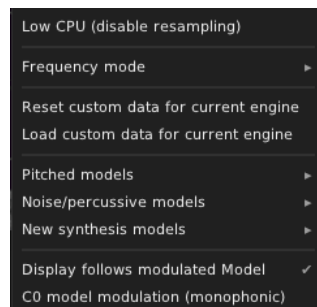 Low CPU (disable resampling)
Frequency mode
Reset custom data for current engine
Load custom data for current engine
Pitched models
Noise/percussive models
New synthesis models
Display follows modulated Model
C0 model modulation (monophonic)